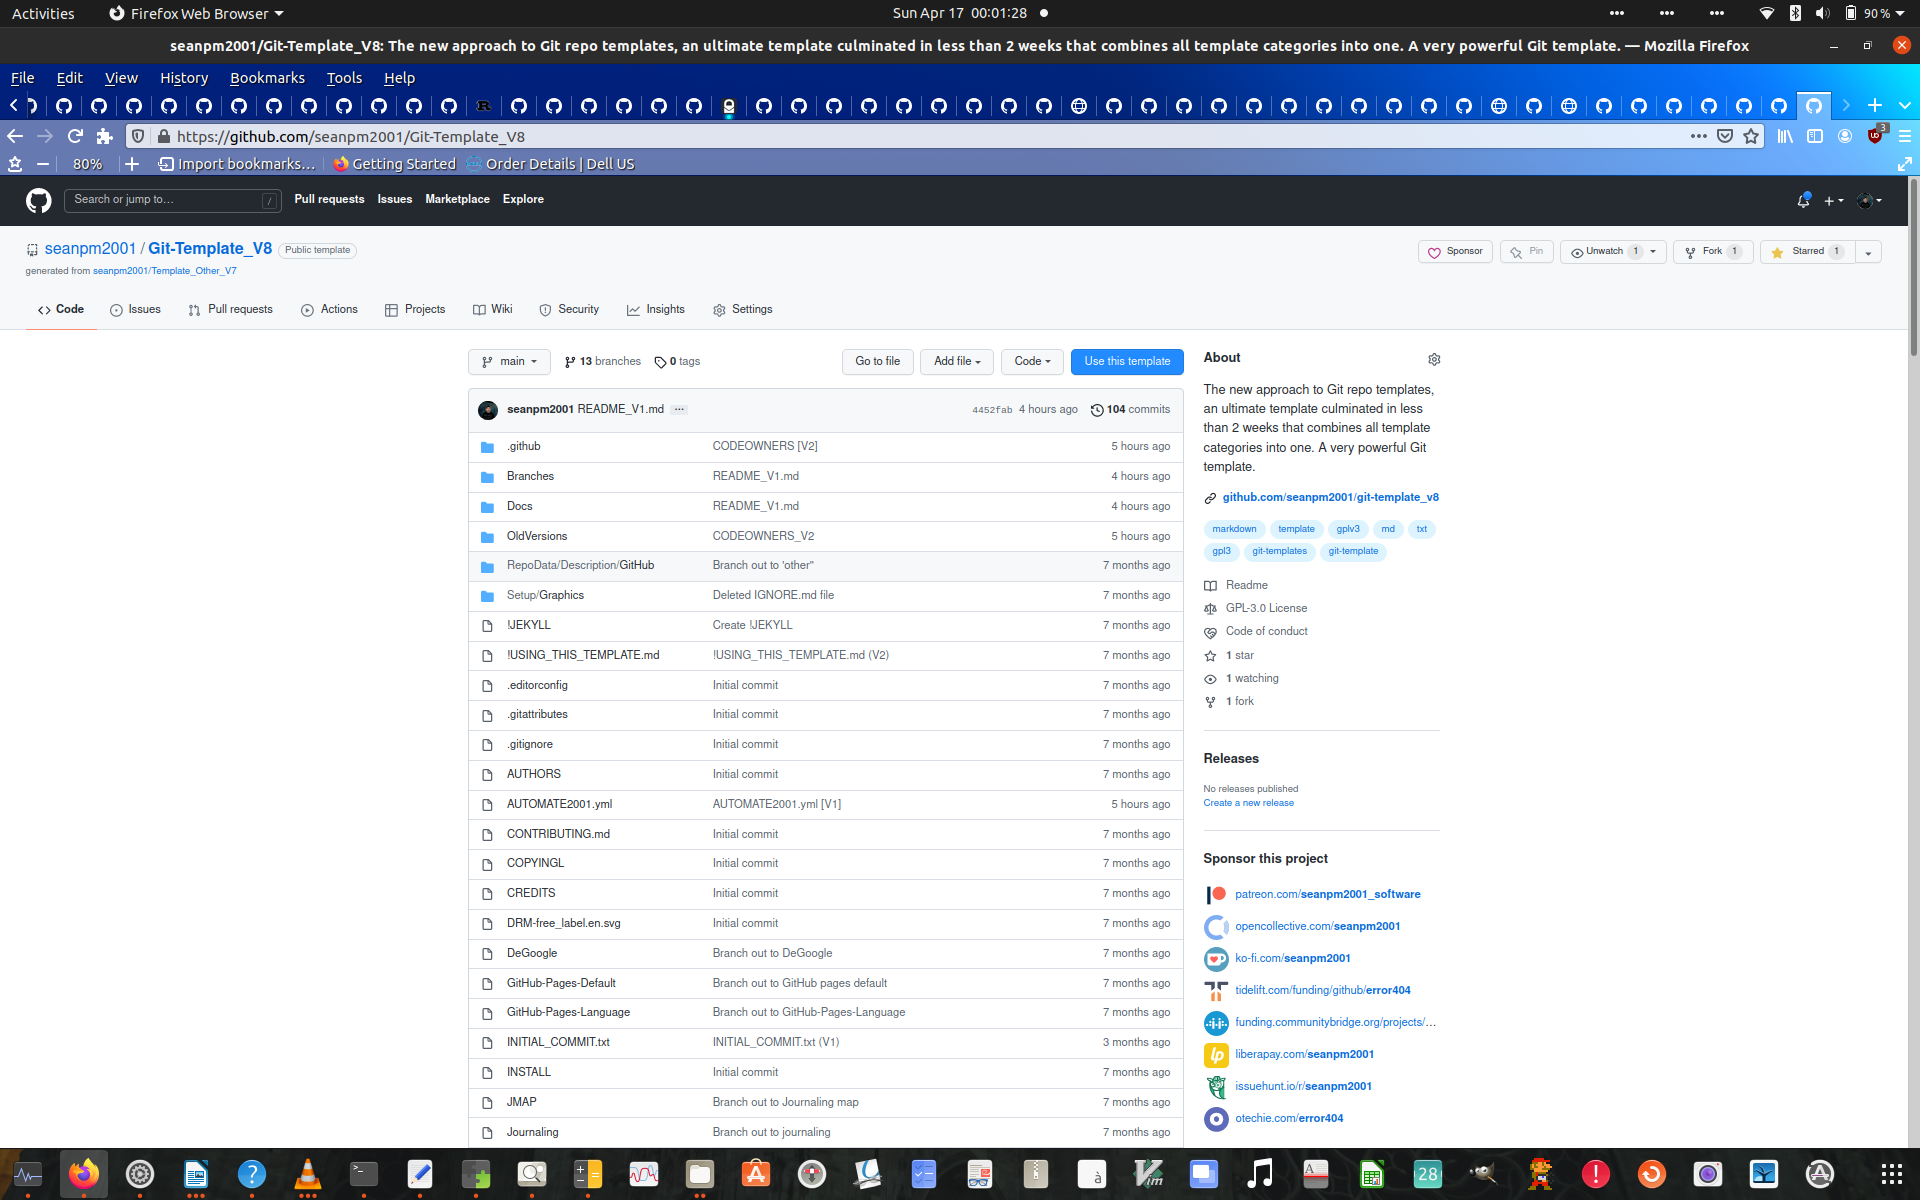 Activities Firefox Web Browser Sun Apr 17 00:01:28 90 %
seanpm2001/Git-Template_V8: The new approach to Git repo templates, an ultimate template culminated in less than 2 weeks that combines all template categories into one. A very powerful Git template. — Mozilla Firefox
File Edit View History Bookmarks Tools Help
https://github.com/seanpm2001/Git-Template_V8 3
80% Import bookmarks... Getting Started Order Details | Dell US
Search or jump to... / Pull requests Issues Marketplace Explore
seanpm2001 / Git-Template_V8 Public template Sponsor Pin Unwatch 1 Fork 1 Starred 1
generated from seanpm2001/Template_Other_V7
Code Issues Pull requests Actions Projects Wiki Security Insights Settings
main 13 branches 0 tags Go to file Add file Code Use this template
seanpm2001 README_V1.md ... 4452fab 4 hours ago 104 commits
.github CODEOWNERS [V2] 5 hours ago
Branches README_V1.md 4 hours ago
Docs README_V1.md 4 hours ago
OldVersions CODEOWNERS_V2 5 hours ago
RepoData/Description/GitHub Branch out to 'other" 7 months ago
Setup/Graphics Deleted IGNORE.md file 7 months ago
!JEKYLL Create !JEKYLL 7 months ago
!USING_THIS_TEMPLATE.md !USING_THIS_TEMPLATE.md (V2) 7 months ago
.editorconfig Initial commit 7 months ago
.gitattributes Initial commit 7 months ago
.gitignore Initial commit 7 months ago
AUTHORS Initial commit 7 months ago
AUTOMATE2001.yml AUTOMATE2001.yml [V1] 5 hours ago
CONTRIBUTING.md Initial commit 7 months ago
COPYINGL Initial commit 7 months ago
CREDITS Initial commit 7 months ago
DRM-free_label.en.svg Initial commit 7 months ago
DeGoogle Branch out to DeGoogle 7 months ago
GitHub-Pages-Default Branch out to GitHub pages default 7 months ago
GitHub-Pages-Language Branch out to GitHub-Pages-Language 7 months ago
INITIAL_COMMIT.txt INITIAL_COMMIT.txt (V1) 3 months ago
INSTALL Initial commit 7 months ago
JMAP Branch out to Journaling map 7 months ago
Journaling Branch out to journaling 7 months ago
About
The new approach to Git repo templates,
an ultimate template culminated in less
than 2 weeks that combines all template
categories into one. A very powerful Git
template.
github.com/seanpm2001/git-template_v8
markdown template gplv3 md txt
gpl3 git-templates git-template
Readme
GPL-3.0 License
Code of conduct
1 star
1 watching
1 fork
Releases
No releases published
Create a new release
Sponsor this project
patreon.com/seanpm2001_software
opencollective.com/seanpm2001
ko-fi.com/seanpm2001
tidelift.com/funding/github/error404
funding.communitybridge.org/projects/...
liberapay.com/seanpm2001
issuehunt.io/r/seanpm2001
otechie.com/error404
28